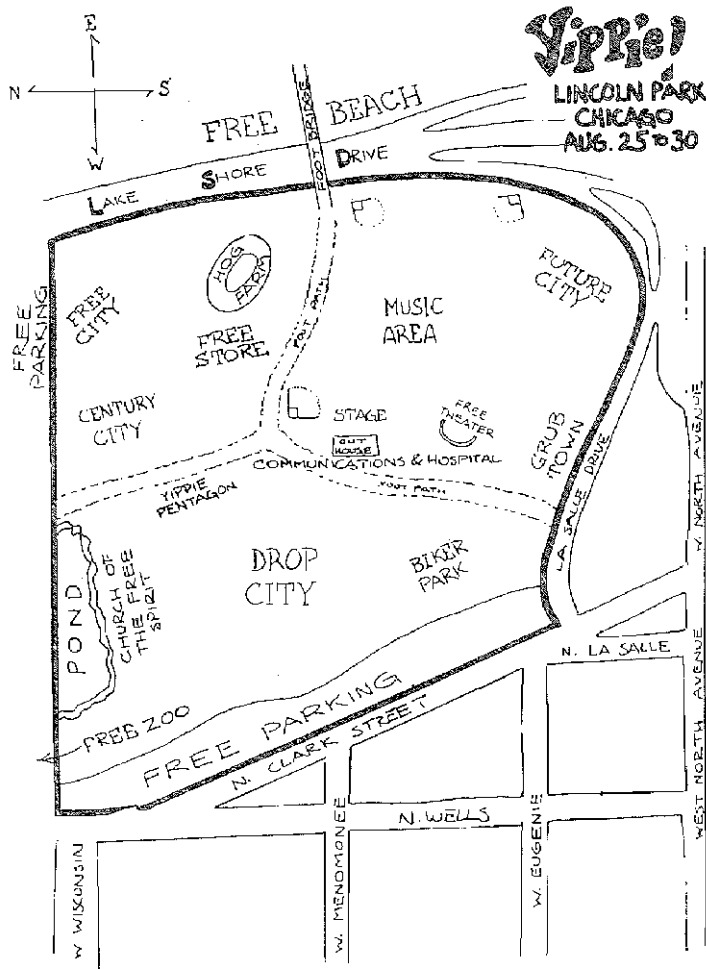 Yippie!
LINCOLN PARK
CHICAGO
AUG. 25 TO 30
E
N
S
W
FREE BEACH
FOOT BRIDGE
LAKE SHORE DRIVE
FREE
PARKING
FREE
CITY
HOG
FARM
FREE
STORE
FOOT PATH
MUSIC
AREA
FUTURE
CITY
CENTURY
CITY
STAGE
FREE
THEATER
OUT
HOUSE
COMMUNICATIONS & HOSPITAL
GRUB
TOWN
LA SALLE DRIVE
W. NORTH AVENUE
YIPPIE
PENTAGON
FOOT PATH
DROP
CITY
BIKER
PARK
POND
CHURCH OF
THE FREE
SPIRIT
N. LA SALLE
FREE ZOO
FREE PARKING
N. CLARK STREET
N. WELLS
W WISCONSIN
W. MENOMONEE
W. EUGENIE
WEST NORTH AVENUE